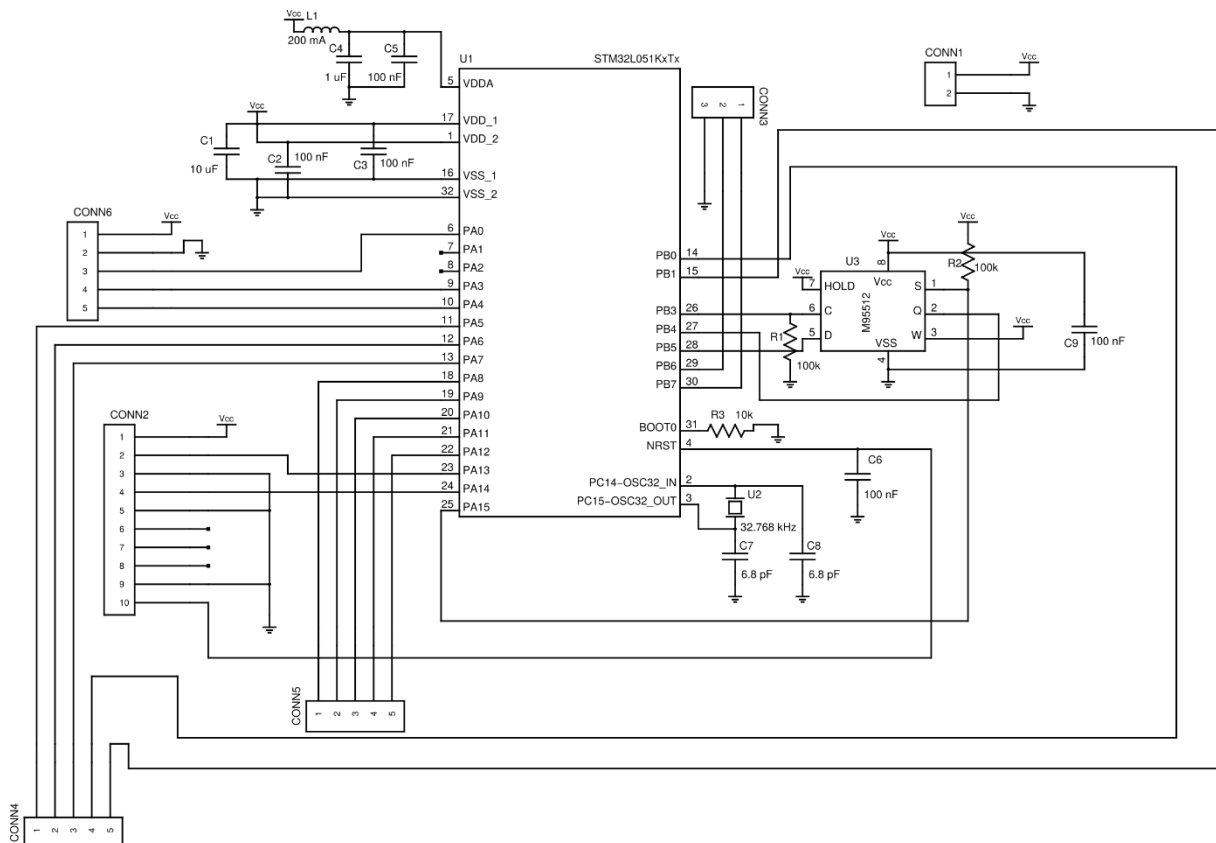 Vcc L1
200 mA
C4 C5
1 uF 100 nF
U1 STM32L051KxTx
5 VDDA
Vcc
17 VDD_1
1 VDD_2
C1
10 uF
C2 100 nF
C3 100 nF
16 VSS_1
32 VSS_2
CONN6
Vcc
1
2
3
4
5
6 PA0
7 PA1
8 PA2
9 PA3
10 PA4
11 PA5
12 PA6
13 PA7
18 PA8
19 PA9
20 PA10
21 PA11
22 PA12
23 PA13
24 PA14
25 PA15
CONN2
Vcc
1
2
3
4
5
6
7
8
9
10
CONN3
3 2 1
CONN1
1
2
Vcc
PB0 14
PB1 15
PB3 26
PB4 27
PB5 28
PB6 29
PB7 30
BOOT0 31
NRST 4
PC14-OSC32_IN 2
PC15-OSC32_OUT 3
R3 10k
C6
100 nF
U2
32.768 kHz
C7
6.8 pF
C8
6.8 pF
R1
100k
Vcc
U3
M95512
Vcc
7 HOLD
6 C
5 D
8 Vcc
VSS 4
S 1
Q 2
W 3
Vcc
R2
100k
Vcc
C9
100 nF
CONN5
1 2 3 4 5
CONN4
1 2 3 4 5